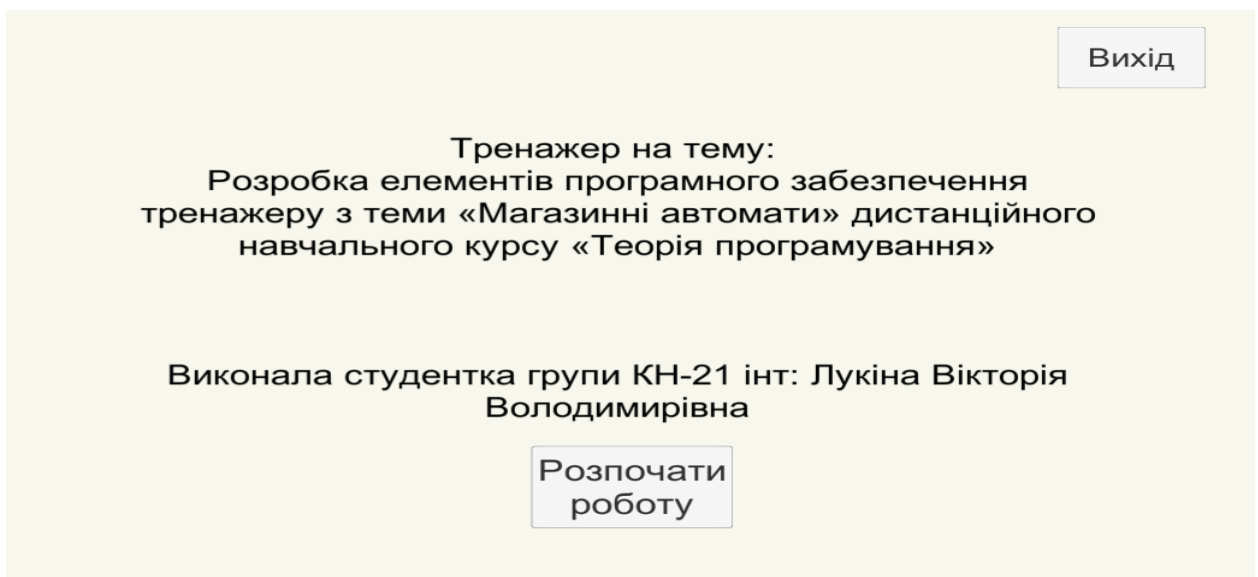 Вихід
Тренажер на тему:
Розробка елементів програмного забезпечення
тренажеру з теми «Магазинні автомати» дистанційного
навчального курсу «Теорія програмування»
Виконала студентка групи КН-21 інт: Лукіна Вікторія
Володимирівна
Розпочати
роботу